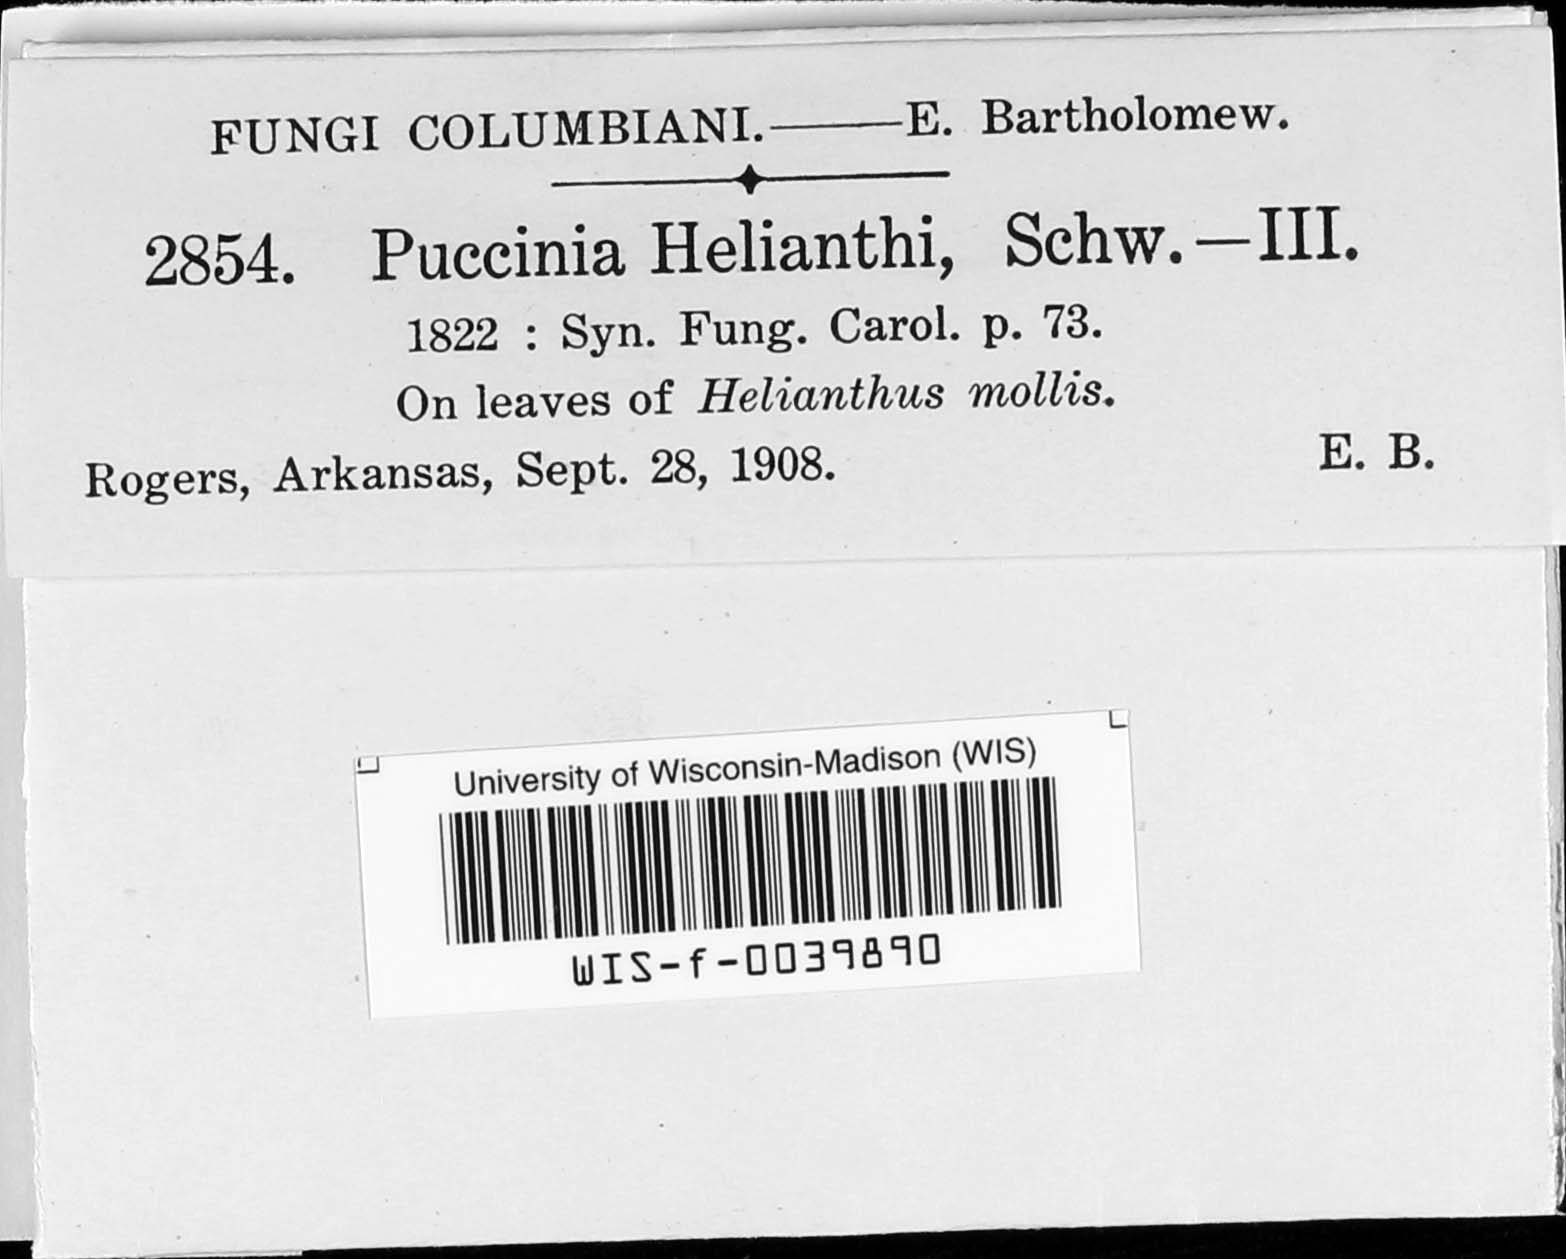 FUNGI COLUMBIANI.——E. Bartholomew.
2854. Puccinia Helianthi, Schw.—III.
1822 : Syn. Fung. Carol. p. 73.
On leaves of Helianthus mollis.
Rogers, Arkansas, Sept. 28, 1908. E. B.
University of Wisconsin-Madison (WIS)
WIS-f-0039890